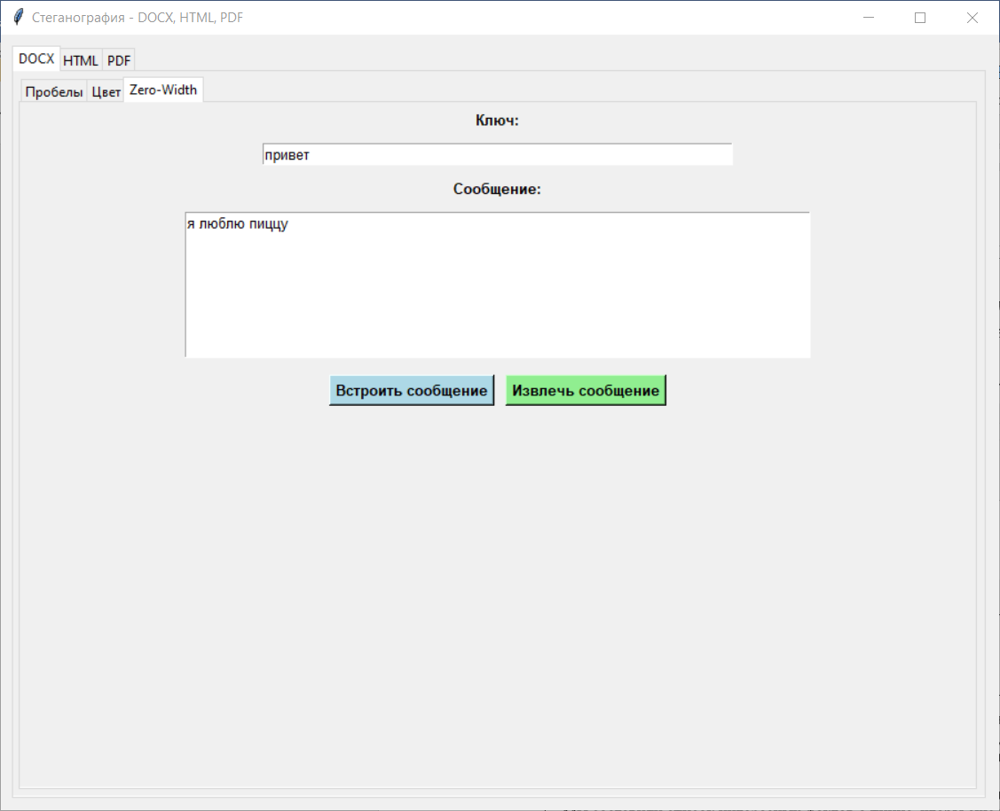 Стеганография - DOCX, HTML, PDF
DOCX HTML PDF
Пробелы Цвет Zero-Width
Ключ:
привет
Сообщение:
я люблю пиццу
Встроить сообщение Извлечь сообщение